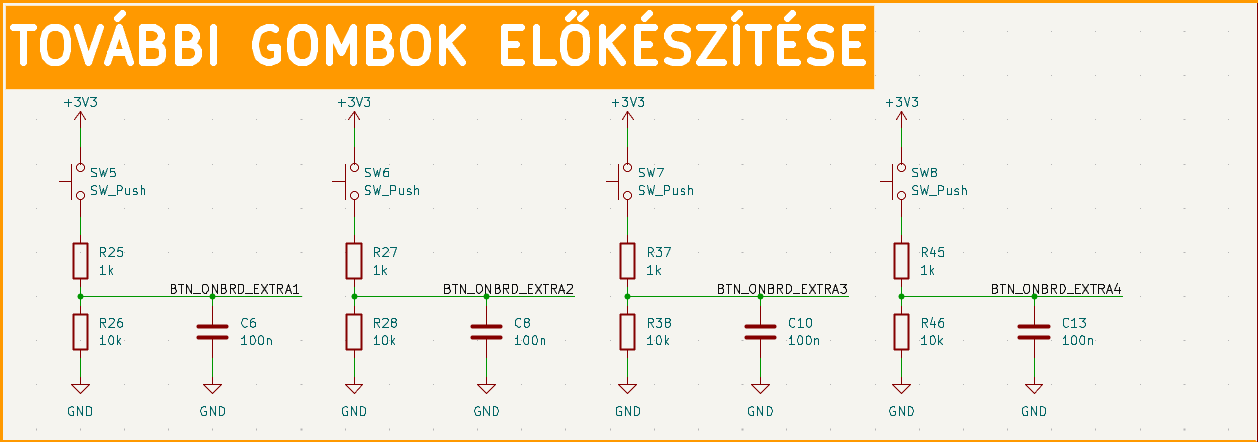 TOVÁBBI GOMBOK ELŐKÉSZÍTÉSE
+3V3
SW5
SW_Push
R25
1k
BTN_ONBRD_EXTRA1
R26
10k
C6
100n
GND
GND
+3V3
SW6
SW_Push
R27
1k
BTN_ONBRD_EXTRA2
R28
10k
C8
100n
GND
GND
+3V3
SW7
SW_Push
R37
1k
BTN_ONBRD_EXTRA3
R38
10k
C10
100n
GND
GND
+3V3
SW8
SW_Push
R45
1k
BTN_ONBRD_EXTRA4
R46
10k
C13
100n
GND
GND